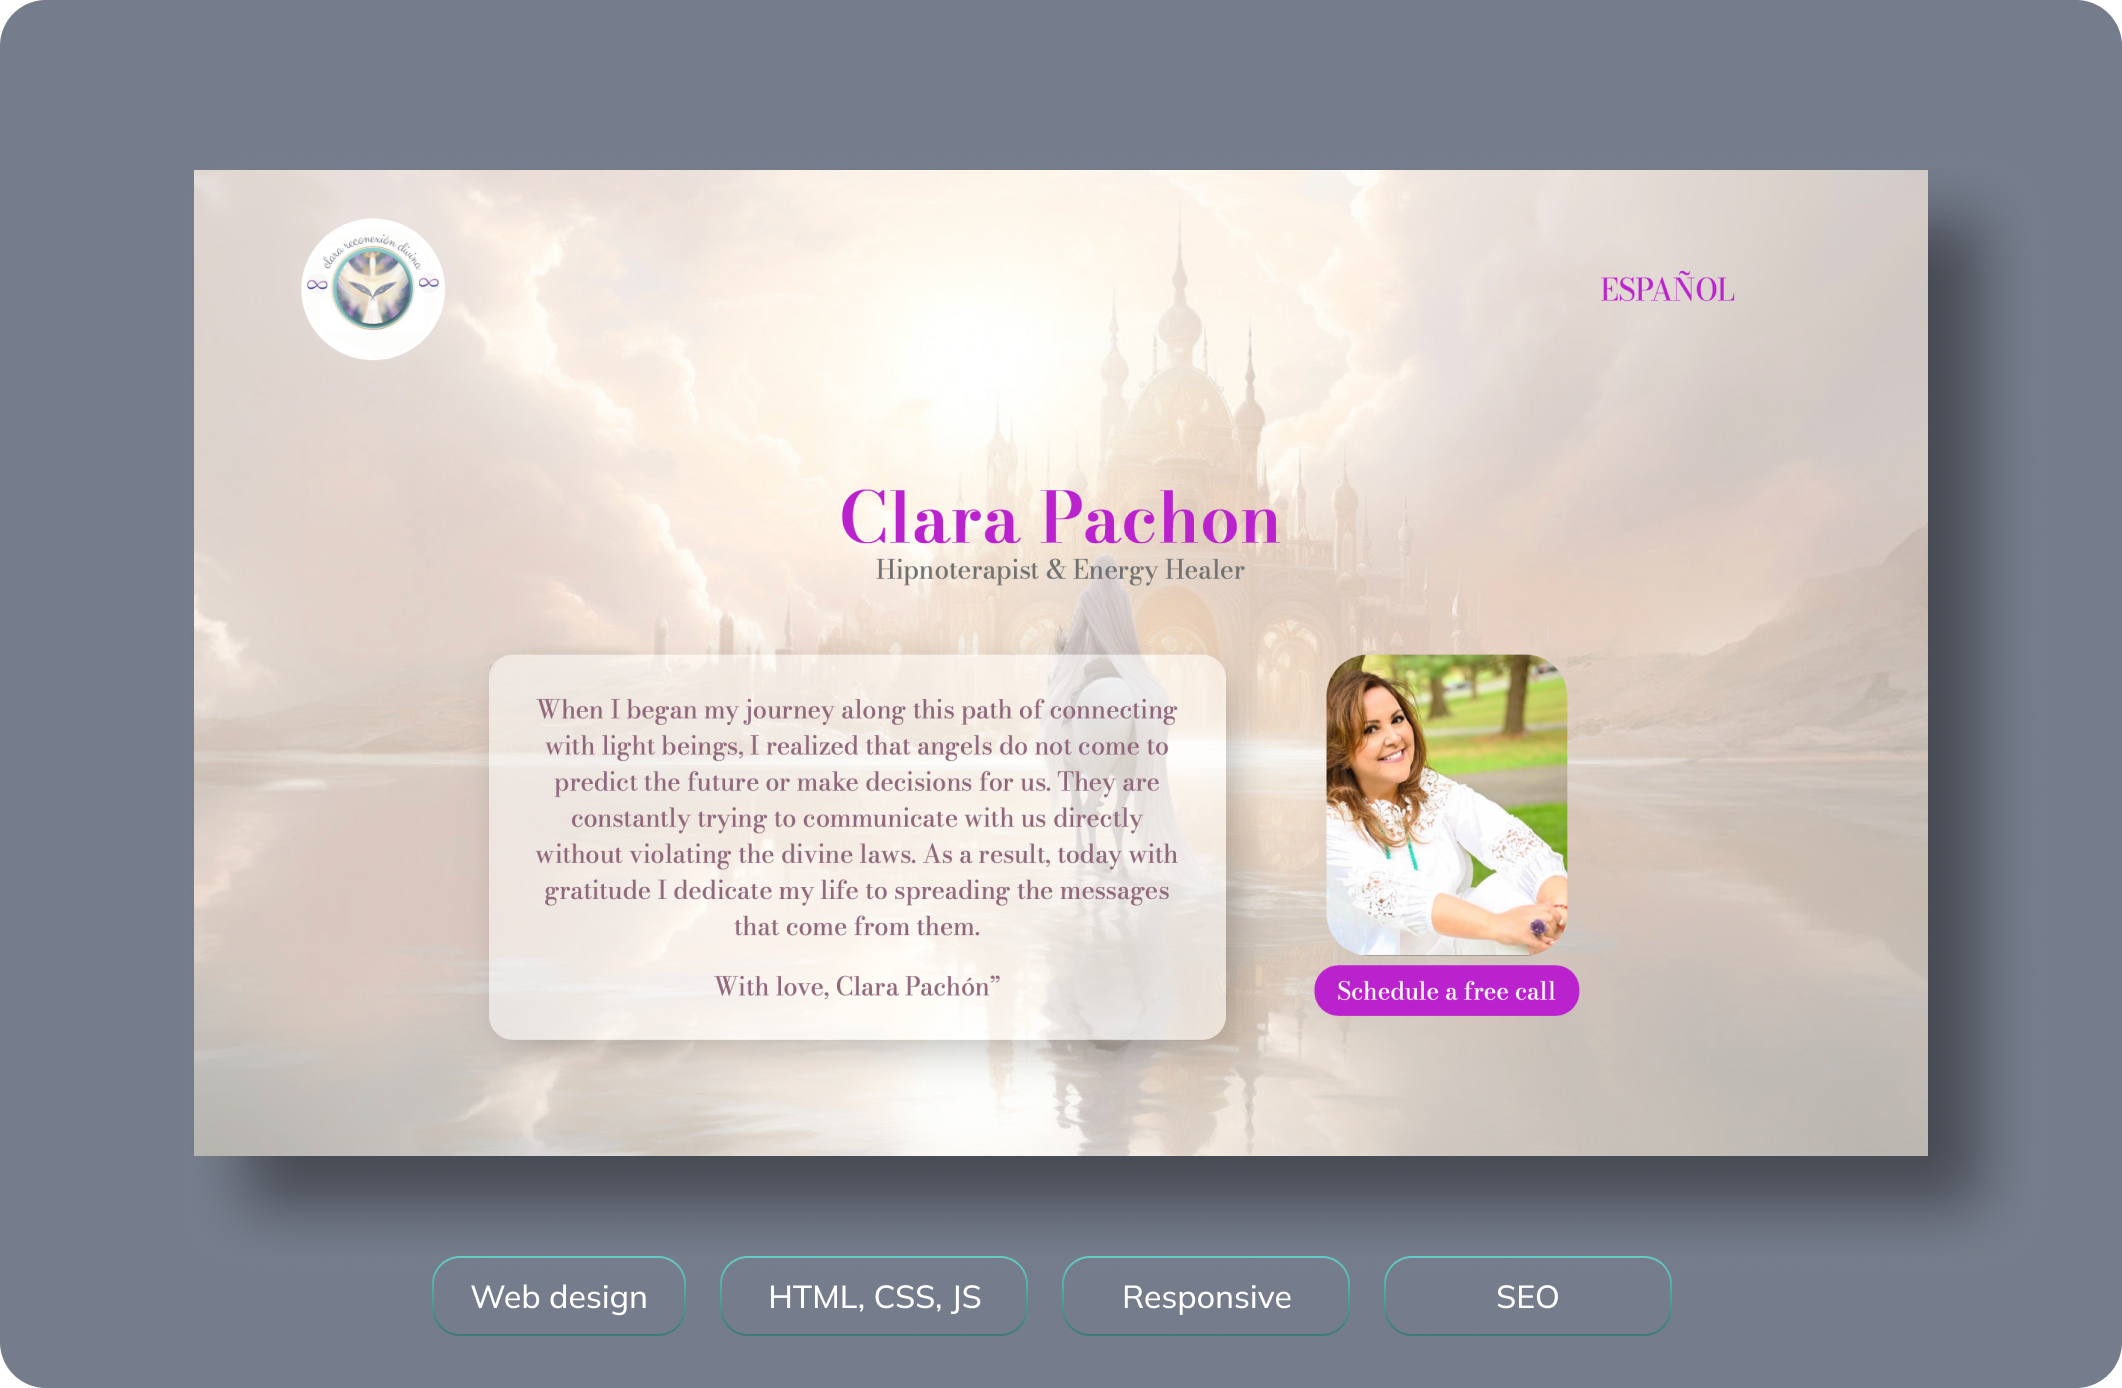 clara reconexión divina
ESPAÑOL
Clara Pachon
Hipnoterapist & Energy Healer
When I began my journey along this path of connecting
with light beings, I realized that angels do not come to
predict the future or make decisions for us. They are
constantly trying to communicate with us directly
without violating the divine laws. As a result, today with
gratitude I dedicate my life to spreading the messages
that come from them.
With love, Clara Pachón”
Schedule a free call
Web design
HTML, CSS, JS
Responsive
SEO